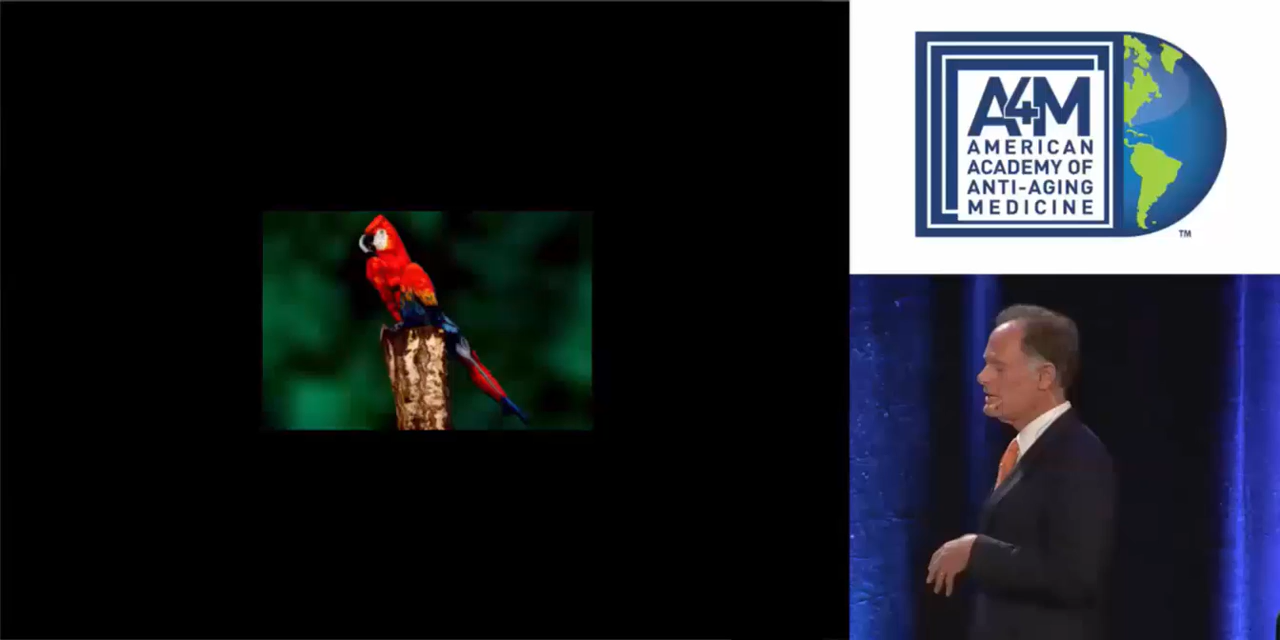 A4M
AMERICAN
ACADEMY OF
ANTI-AGING
MEDICINE
TM